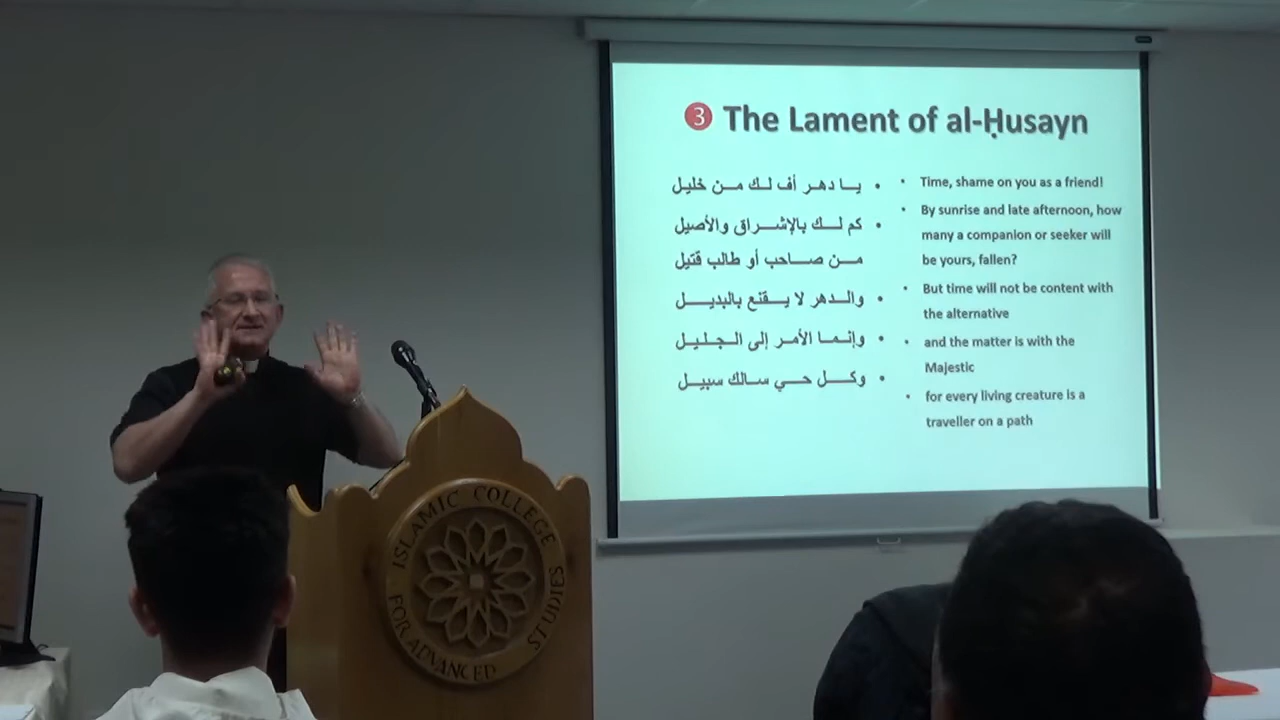 ❸ The Lament of al-Ḥusayn
• يا دهر أف لك من خليل
• كم لك بالإشراق والأصيل
من صاحب أو طالب قتيل
• والدهر لا يقنع بالبديل
• وإنما الأمر إلى الجليل
• وكل حي سالك سبيل
• Time, shame on you as a friend!
• By sunrise and late afternoon, how
many a companion or seeker will
be yours, fallen?
• But time will not be content with
the alternative
• and the matter is with the
Majestic
• for every living creature is a
traveller on a path
ISLAMIC COLLEGE
FOR ADVANCED
STUDIES